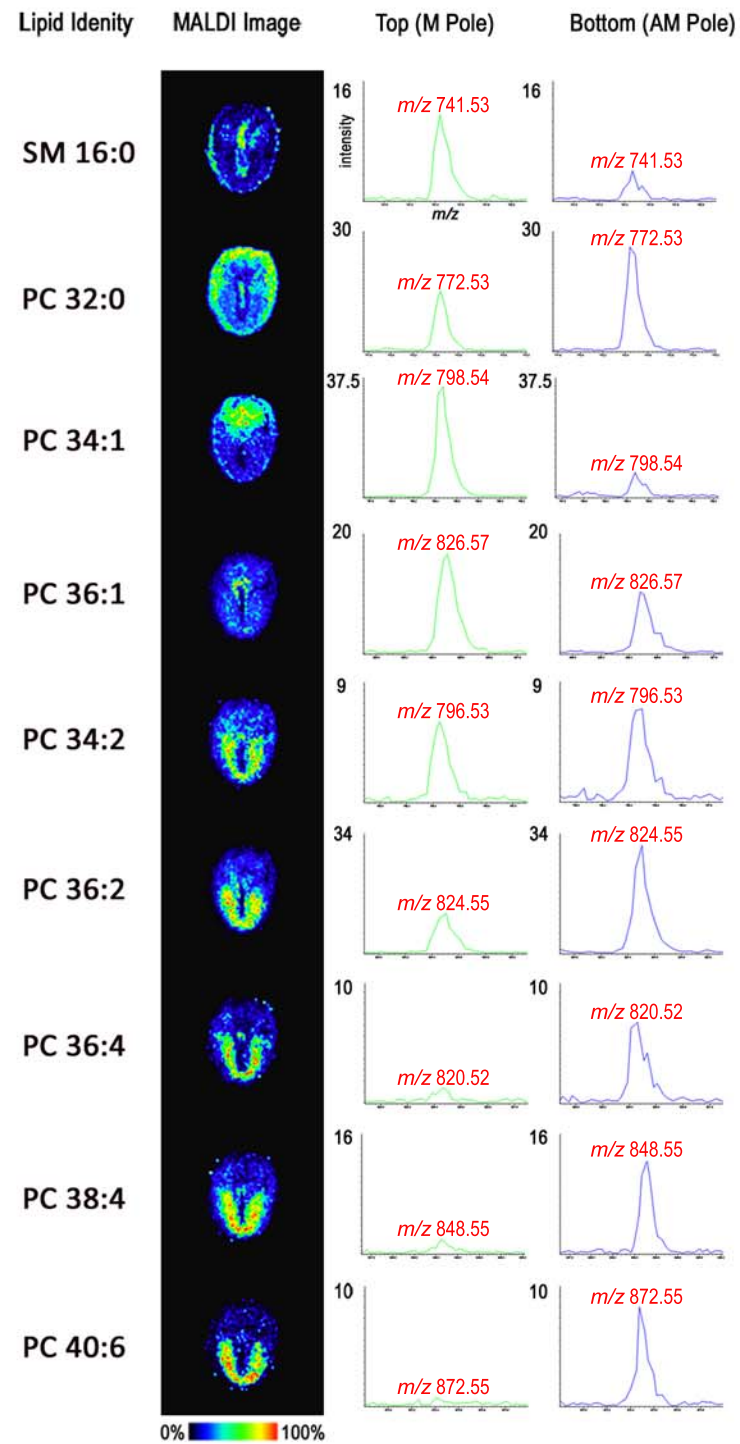 Lipid Idenity MALDI Image Top (M Pole) Bottom (AM Pole)
SM 16:0
16
intensity
m/z 741.53
m/z
16
m/z 741.53
PC 32:0
30
m/z 772.53
30
m/z 772.53
PC 34:1
37.5
m/z 798.54
37.5
m/z 798.54
PC 36:1
20
m/z 826.57
20
m/z 826.57
PC 34:2
9
m/z 796.53
9
m/z 796.53
PC 36:2
34
m/z 824.55
34
m/z 824.55
PC 36:4
10
m/z 820.52
10
m/z 820.52
PC 38:4
16
m/z 848.55
16
m/z 848.55
PC 40:6
10
m/z 872.55
10
m/z 872.55
0% 100%